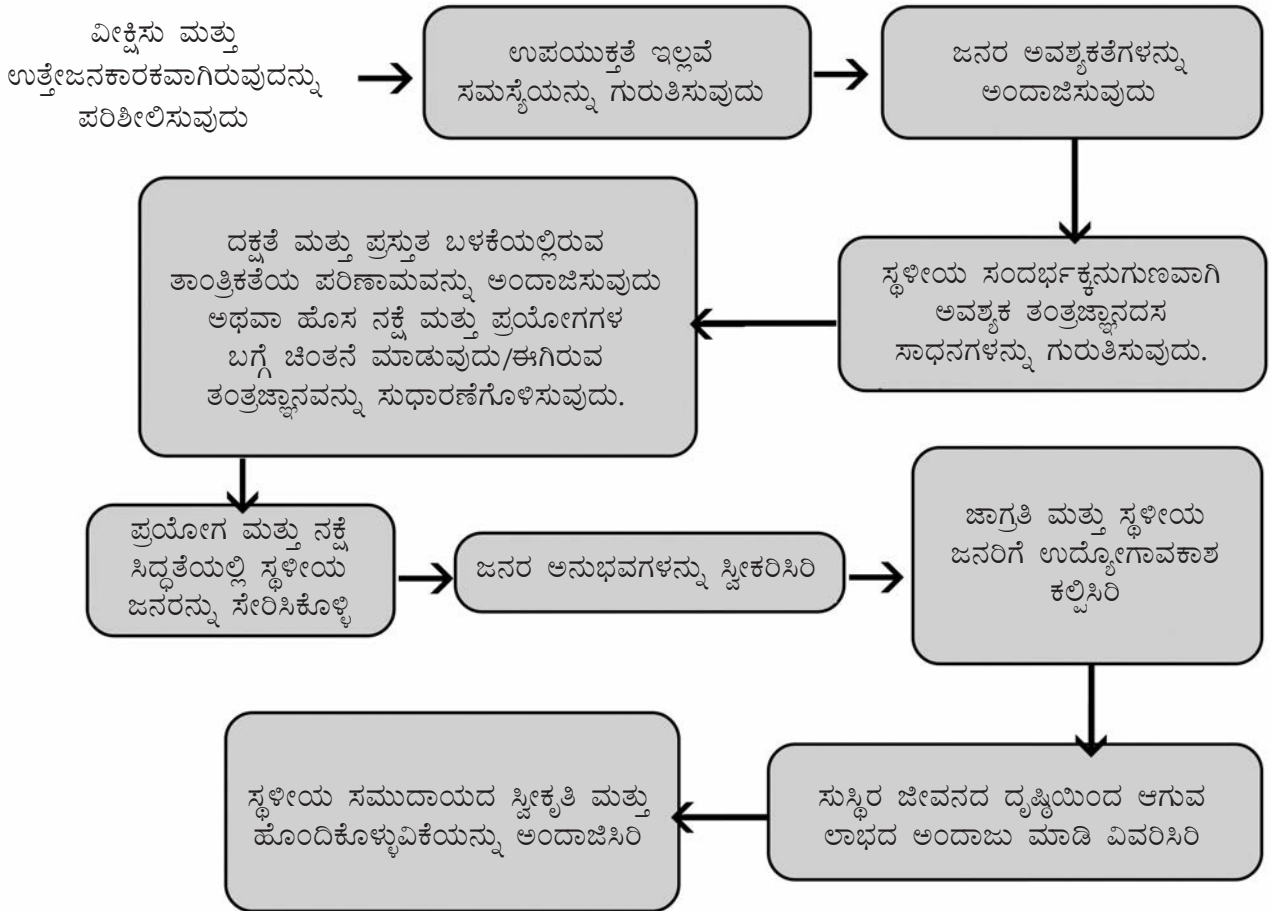 ವೀಕ್ಷಿಸು ಮತ್ತು
ಉತ್ತೇಜನಕಾರಕವಾಗಿರುವುದನ್ನು
ಪರಿಶೀಲಿಸುವುದು
ಉಪಯುಕ್ತತೆ ಇಲ್ಲವೆ
ಸಮಸ್ಯೆಯನ್ನು ಗುರುತಿಸುವುದು
ಜನರ ಅವಶ್ಯಕತೆಗಳನ್ನು
ಅಂದಾಜಿಸುವುದು
ಸ್ಥಳೀಯ ಸಂದರ್ಭಕ್ಕನುಗುಣವಾಗಿ
ಅವಶ್ಯಕ ತಂತ್ರಜ್ಞಾನದಸ
ಸಾಧನಗಳನ್ನು ಗುರುತಿಸುವುದು.
ದಕ್ಷತೆ ಮತ್ತು ಪ್ರಸ್ತುತ ಬಳಕೆಯಲ್ಲಿರುವ
ತಾಂತ್ರಿಕತೆಯ ಪರಿಣಾಮವನ್ನು ಅಂದಾಜಿಸುವುದು
ಅಥವಾ ಹೊಸ ನಕ್ಷೆ ಮತ್ತು ಪ್ರಯೋಗಗಳ
ಬಗ್ಗೆ ಚಿಂತನೆ ಮಾಡುವುದು/ಈಗಿರುವ
ತಂತ್ರಜ್ಞಾನವನ್ನು ಸುಧಾರಣೆಗೊಳಿಸುವುದು.
ಪ್ರಯೋಗ ಮತ್ತು ನಕ್ಷೆ
ಸಿದ್ಧತೆಯಲ್ಲಿ ಸ್ಥಳೀಯ
ಜನರನ್ನು ಸೇರಿಸಿಕೊಳ್ಳಿ
ಜನರ ಅನುಭವಗಳನ್ನು ಸ್ವೀಕರಿಸಿರಿ
ಜಾಗ್ರತಿ ಮತ್ತು ಸ್ಥಳೀಯ
ಜನರಿಗೆ ಉದ್ಯೋಗಾವಕಾಶ
ಕಲ್ಪಿಸಿರಿ
ಸುಸ್ಥಿರ ಜೀವನದ ದೃಷ್ಠಿಯಿಂದ ಆಗುವ
ಲಾಭದ ಅಂದಾಜು ಮಾಡಿ ವಿವರಿಸಿರಿ
ಸ್ಥಳೀಯ ಸಮುದಾಯದ ಸ್ವೀಕೃತಿ ಮತ್ತು
ಹೊಂದಿಕೊಳ್ಳುವಿಕೆಯನ್ನು ಅಂದಾಜಿಸಿರಿ